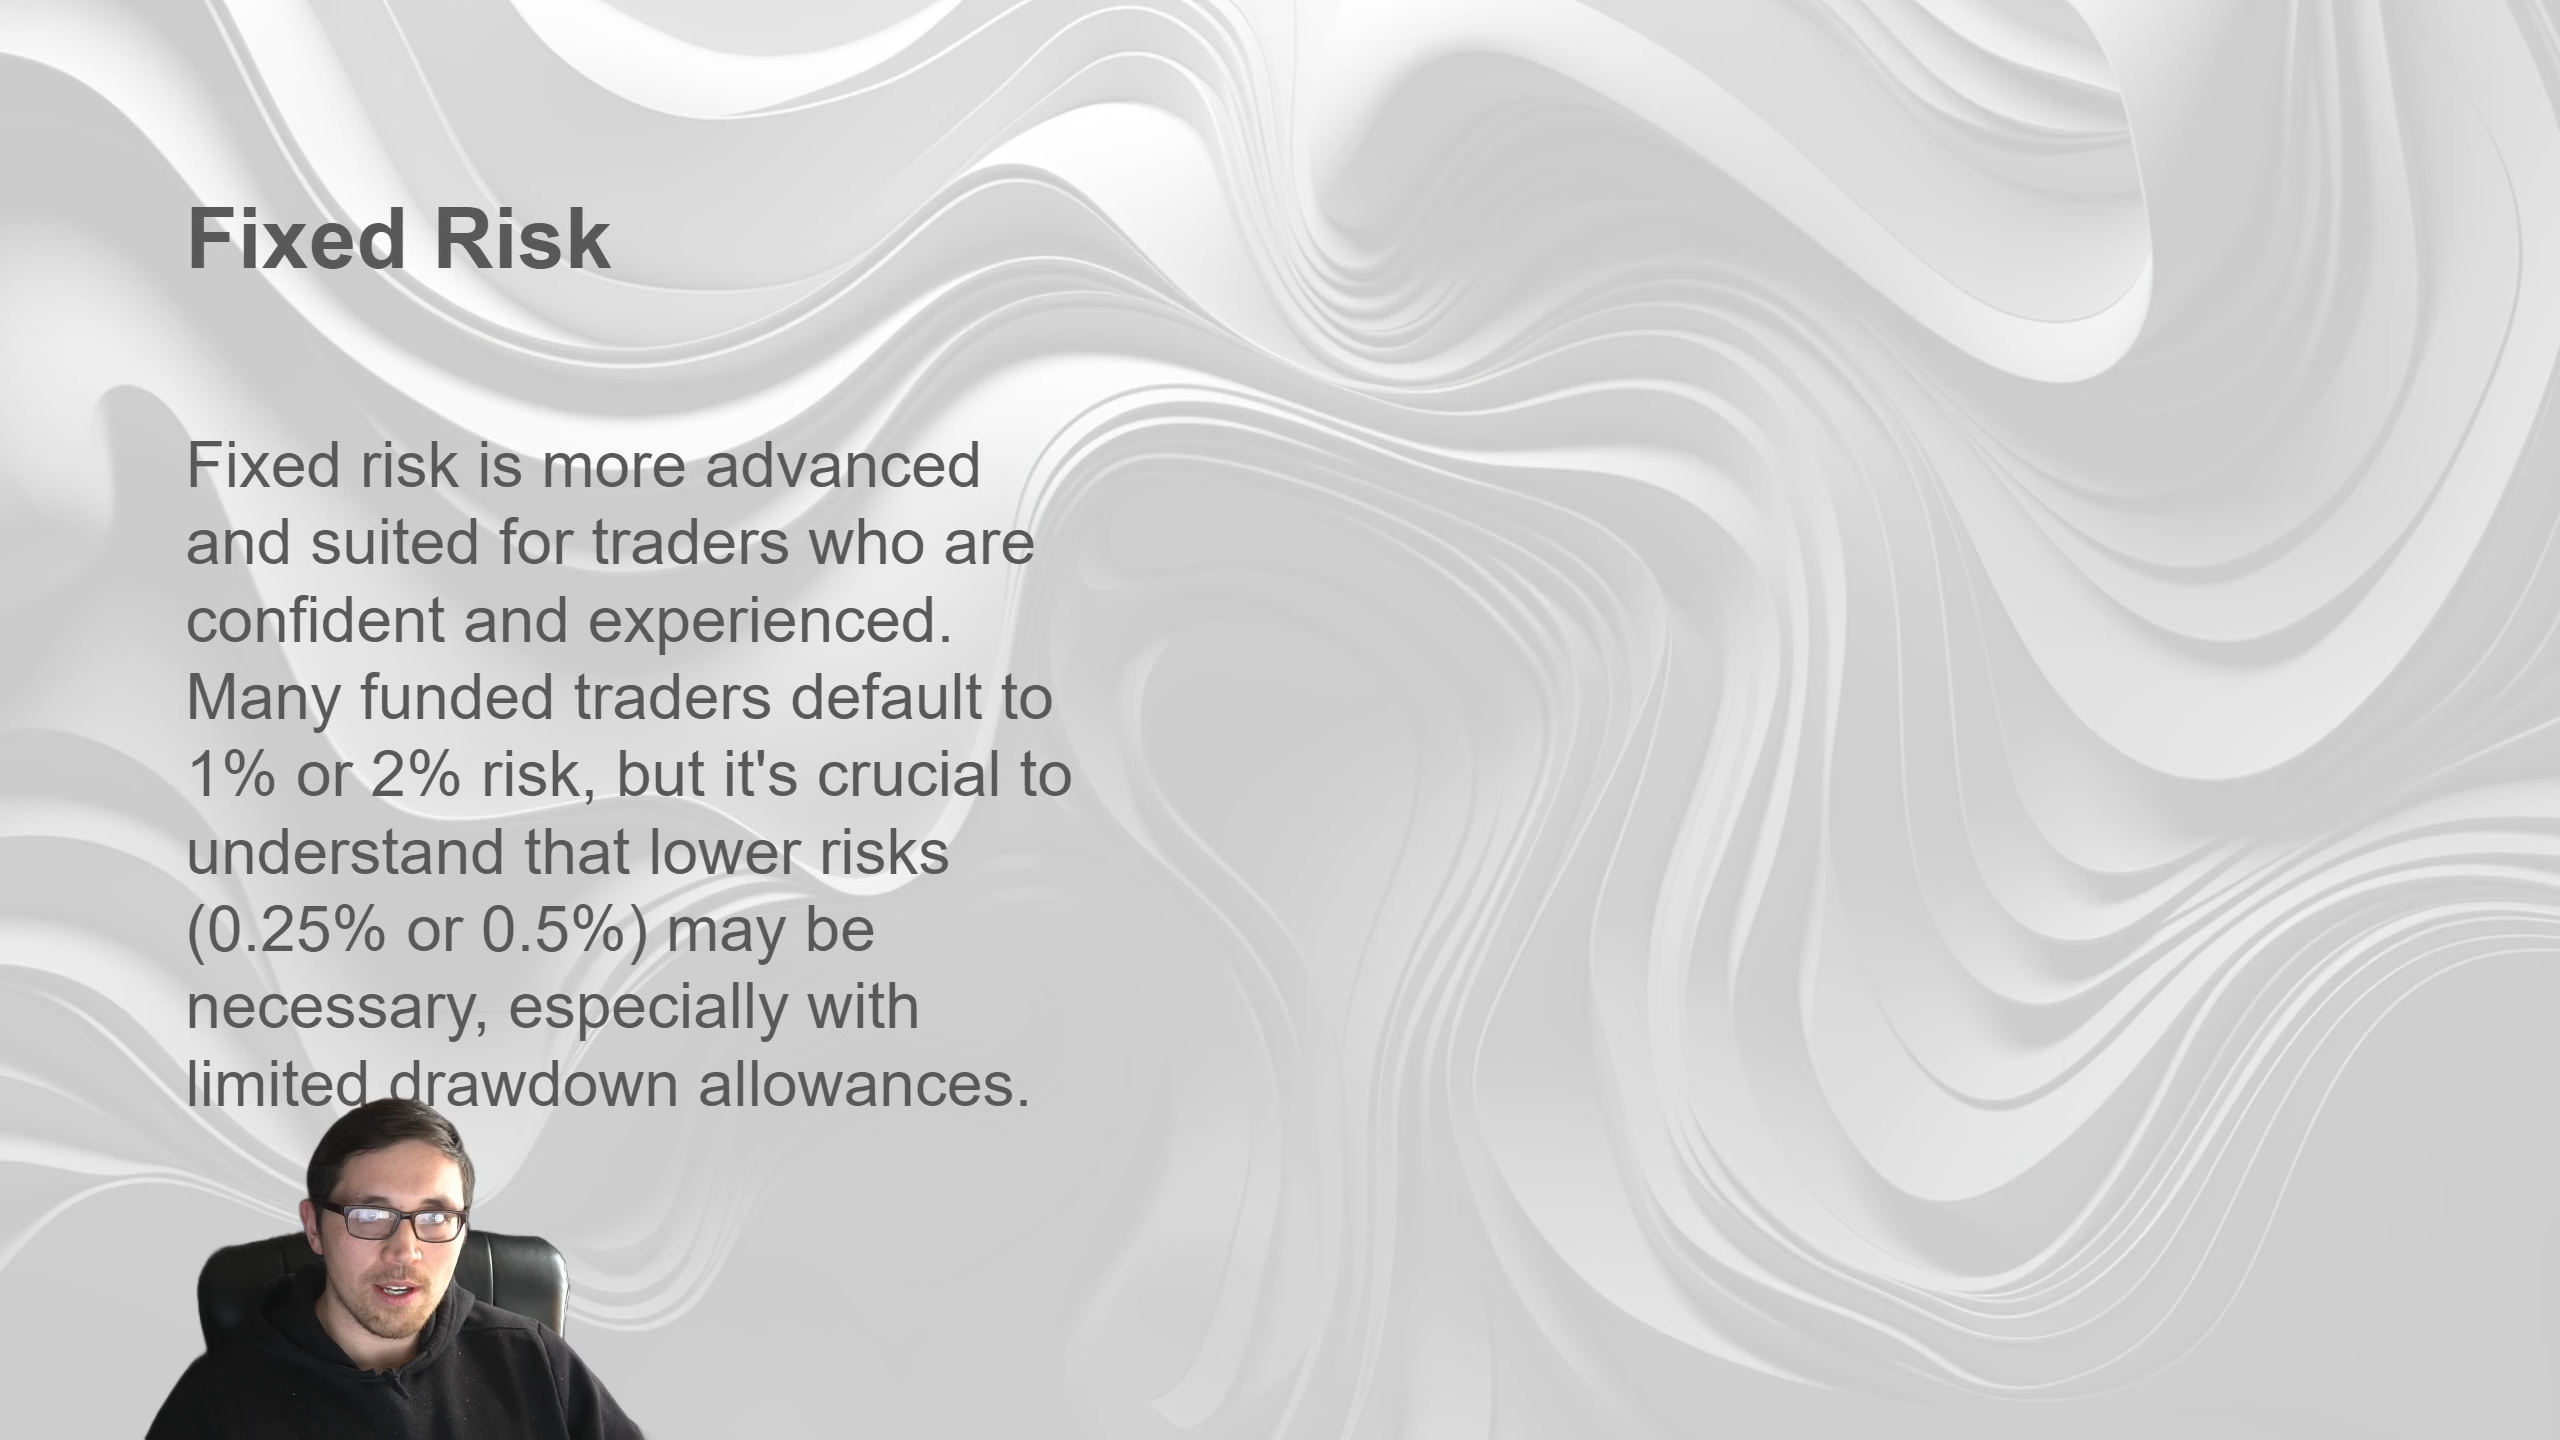 Fixed Risk
Fixed risk is more advanced
and suited for traders who are
confident and experienced.
Many funded traders default to
1% or 2% risk, but it's crucial to
understand that lower risks
(0.25% or 0.5%) may be
necessary, especially with
limited drawdown allowances.